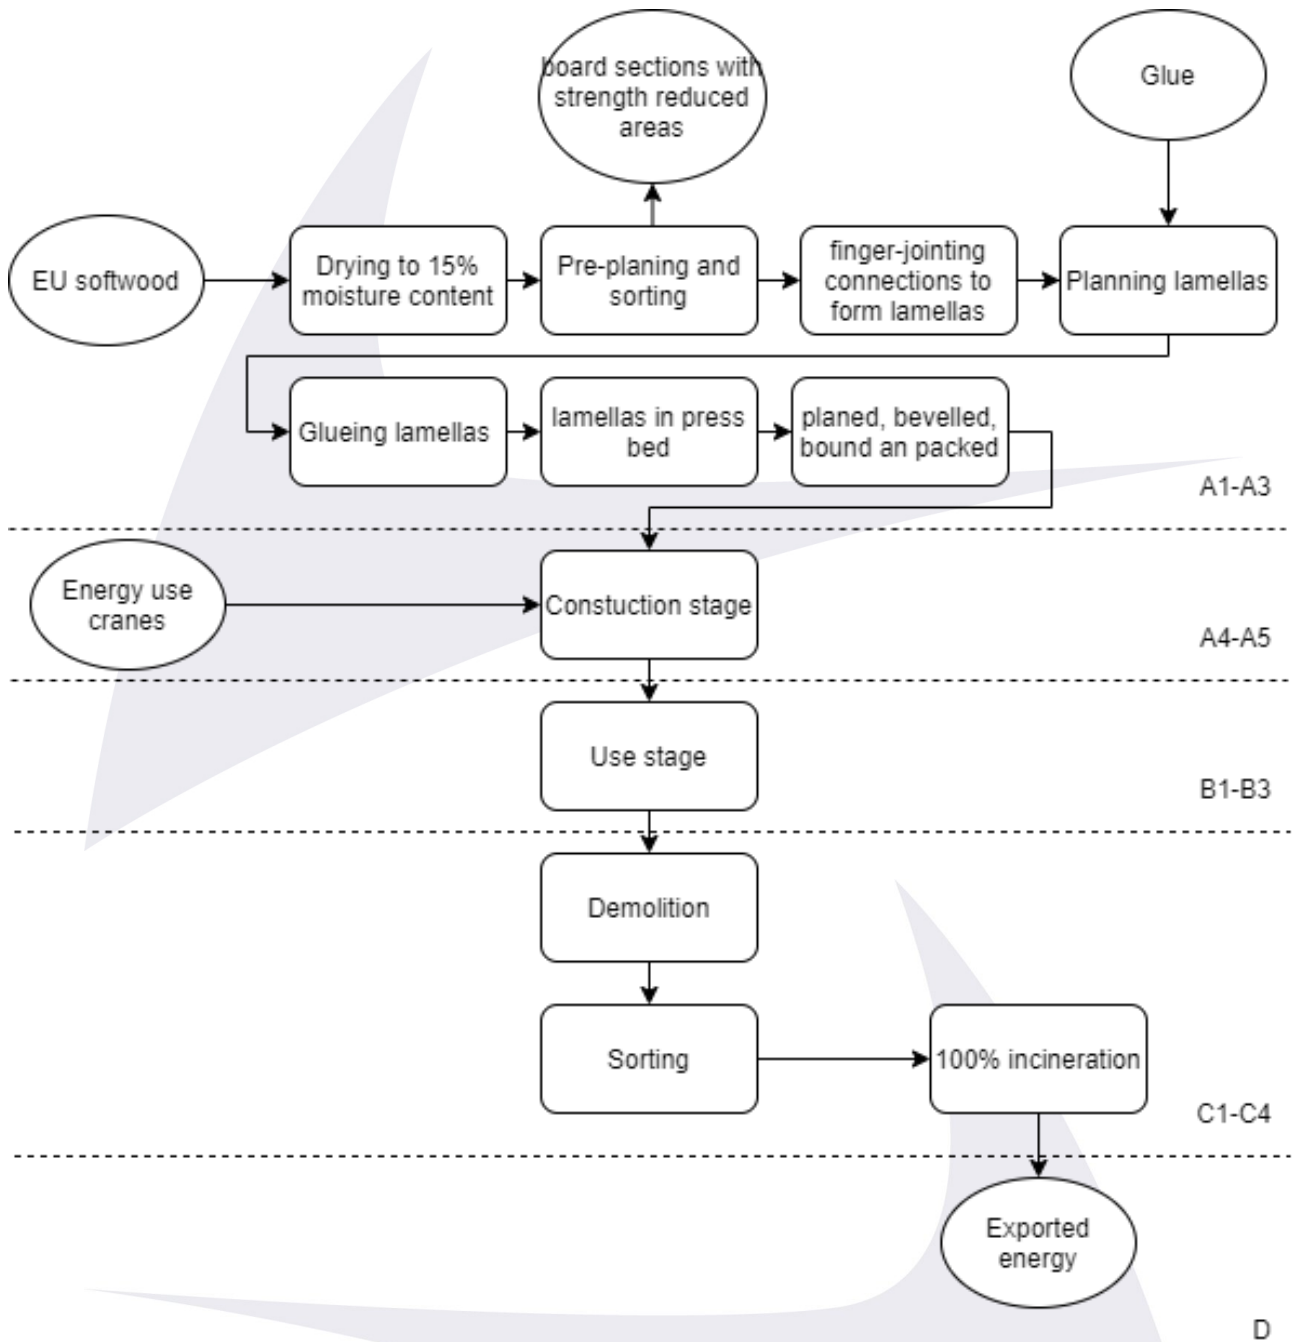 board sections with
strength reduced
areas
Glue
EU softwood
Drying to 15%
moisture content
Pre-planing and
sorting
finger-jointing
connections to
form lamellas
Planning lamellas
Glueing lamellas
lamellas in press
bed
planed, bevelled,
bound an packed
A1-A3
Energy use
cranes
Constuction stage
A4-A5
Use stage
B1-B3
Demolition
Sorting
100% incineration
C1-C4
Exported
energy
D